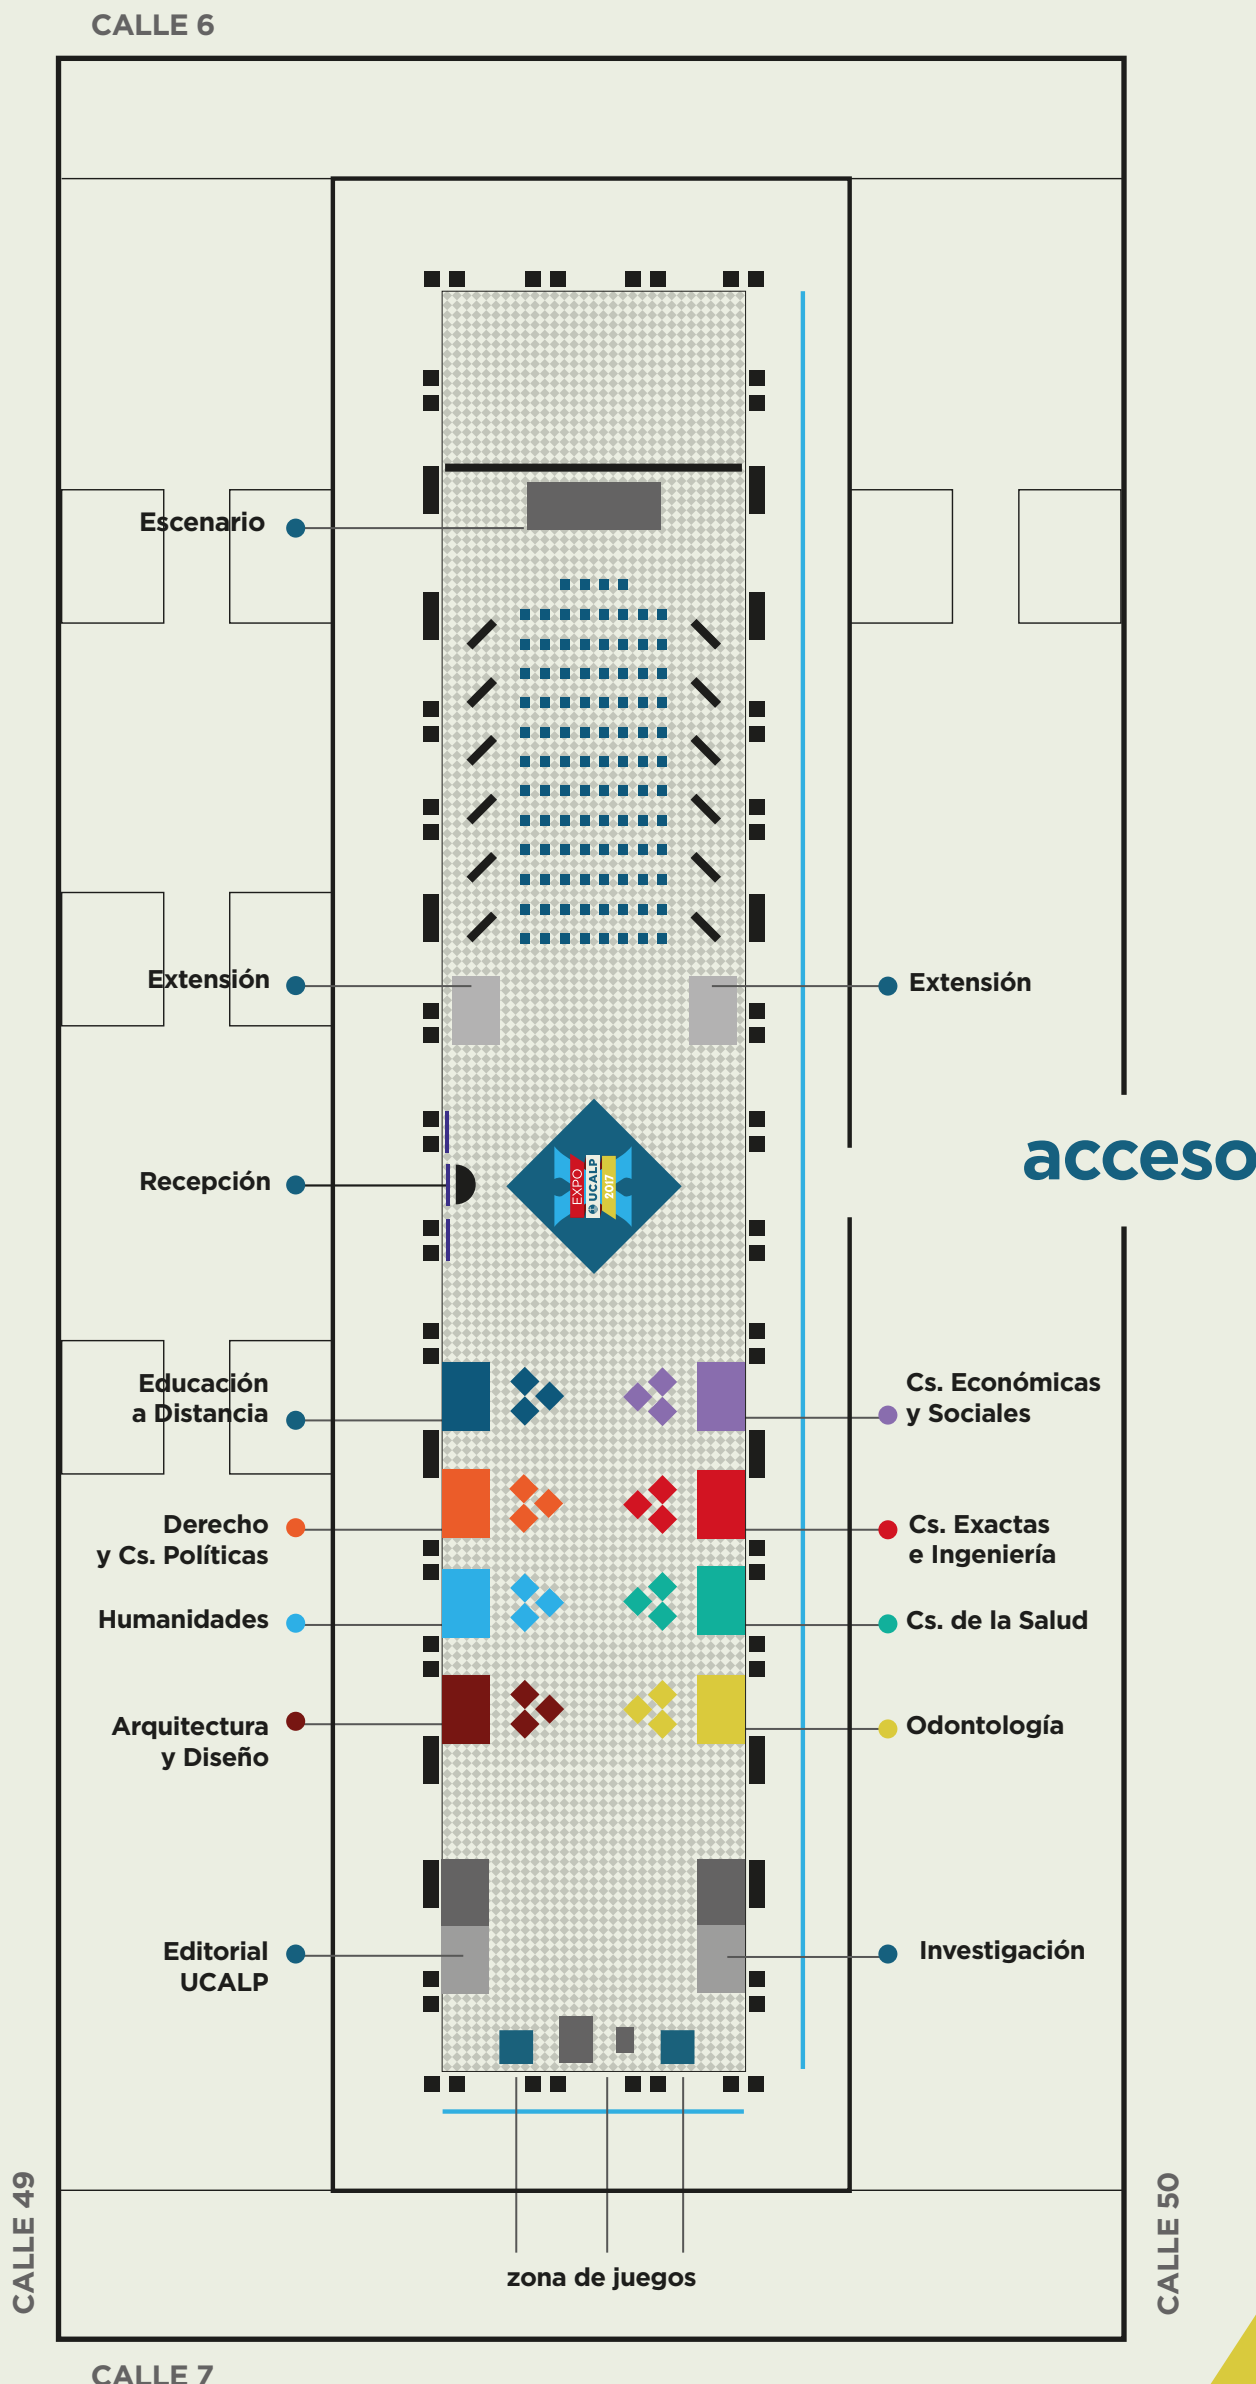 CALLE 6
Escenario
Extensión
Extensión
acceso
Recepción
EXPO
UCALP
2017
Educación
a Distancia
Cs. Económicas
y Sociales
Derecho
y Cs. Políticas
Cs. Exactas
e Ingeniería
Humanidades
Cs. de la Salud
Arquitectura
y Diseño
Odontología
Editorial
UCALP
Investigación
CALLE 49
CALLE 50
zona de juegos
CALLE 7